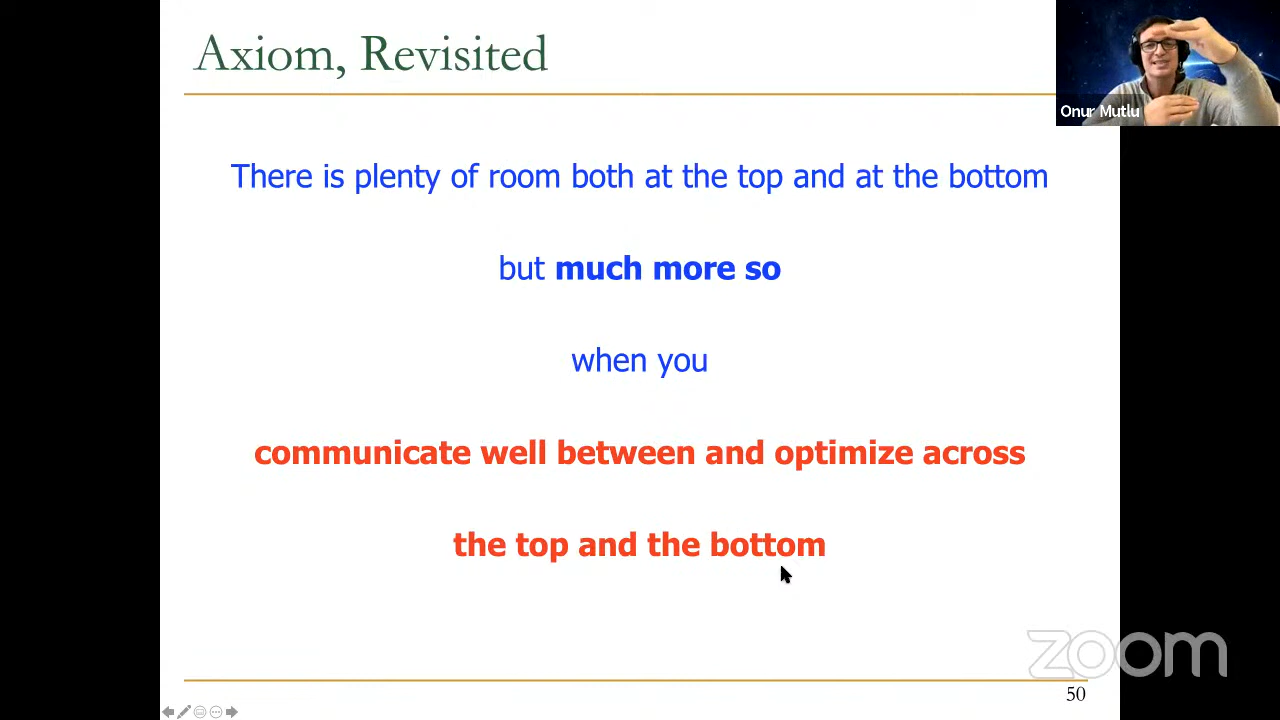 Axiom, Revisited
Onur Mutlu
There is plenty of room both at the top and at the bottom
but much more so
when you
communicate well between and optimize across
the top and the bottom
zoom
50